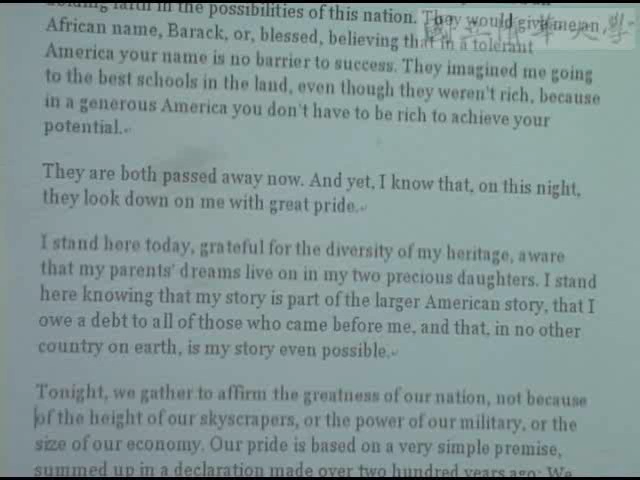 abiding faith in the possibilities of this nation. They would give me an
African name, Barack, or, blessed, believing that in a tolerant
America your name is no barrier to success. They imagined me going
to the best schools in the land, even though they weren't rich, because
in a generous America you don't have to be rich to achieve your
potential.
They are both passed away now. And yet, I know that, on this night,
they look down on me with great pride.
I stand here today, grateful for the diversity of my heritage, aware
that my parents' dreams live on in my two precious daughters. I stand
here knowing that my story is part of the larger American story, that I
owe a debt to all of those who came before me, and that, in no other
country on earth, is my story even possible.
Tonight, we gather to affirm the greatness of our nation, not because
of the height of our skyscrapers, or the power of our military, or the
size of our economy. Our pride is based on a very simple premise,
summed up in a declaration made over two hundred years ago: We
國立清華大學